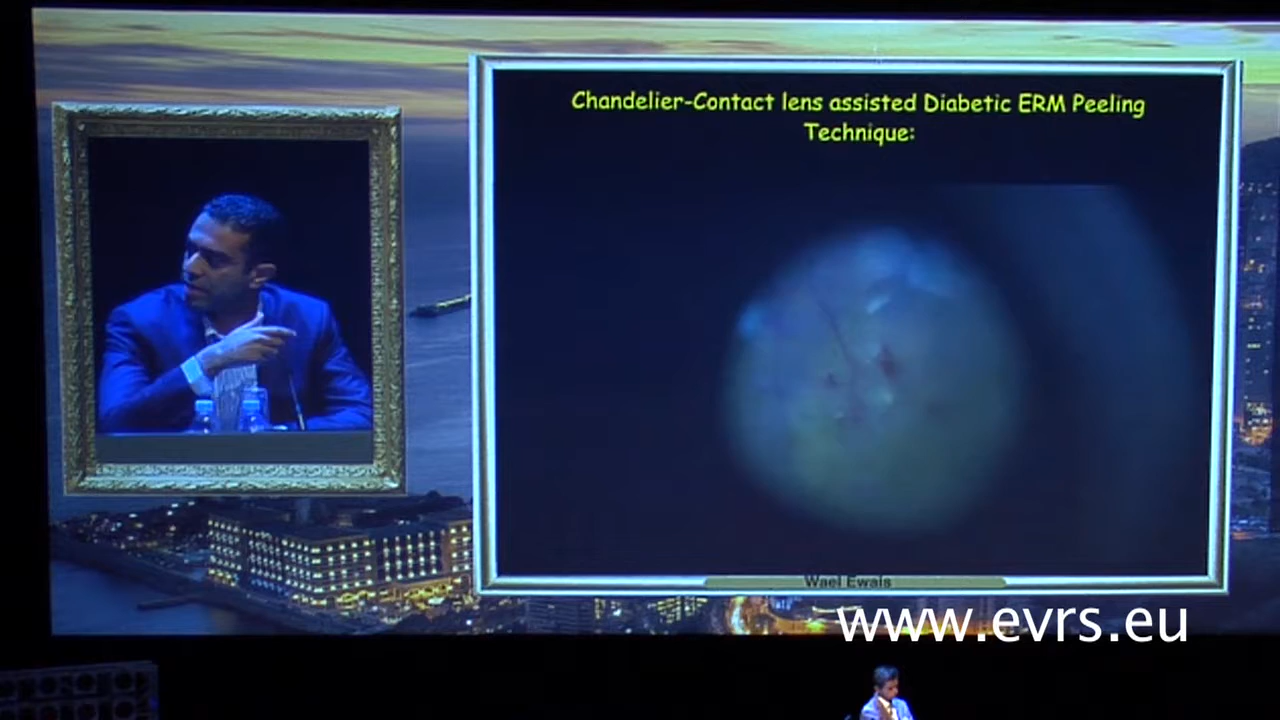 Chandelier-Contact lens assisted Diabetic ERM Peeling
Technique:
Wael Ewais
www.evrs.eu